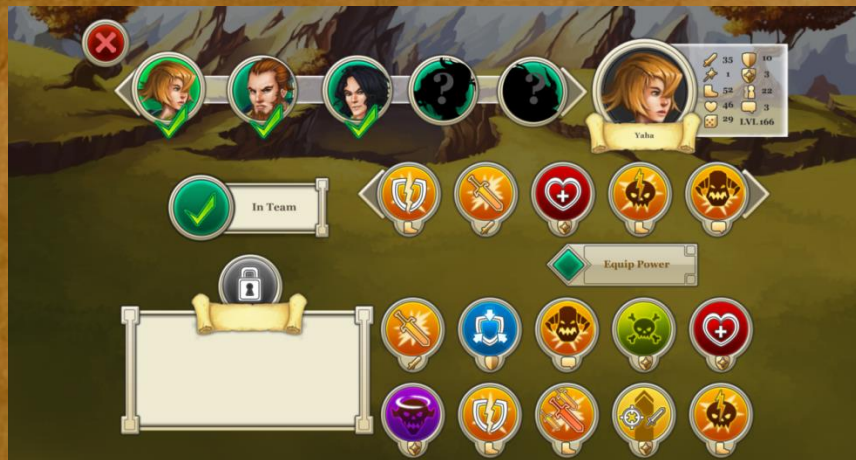 ? ?
35 10
1 3
52 22
46 3
29 LVL 166
Yaha
In Team
Equip Power